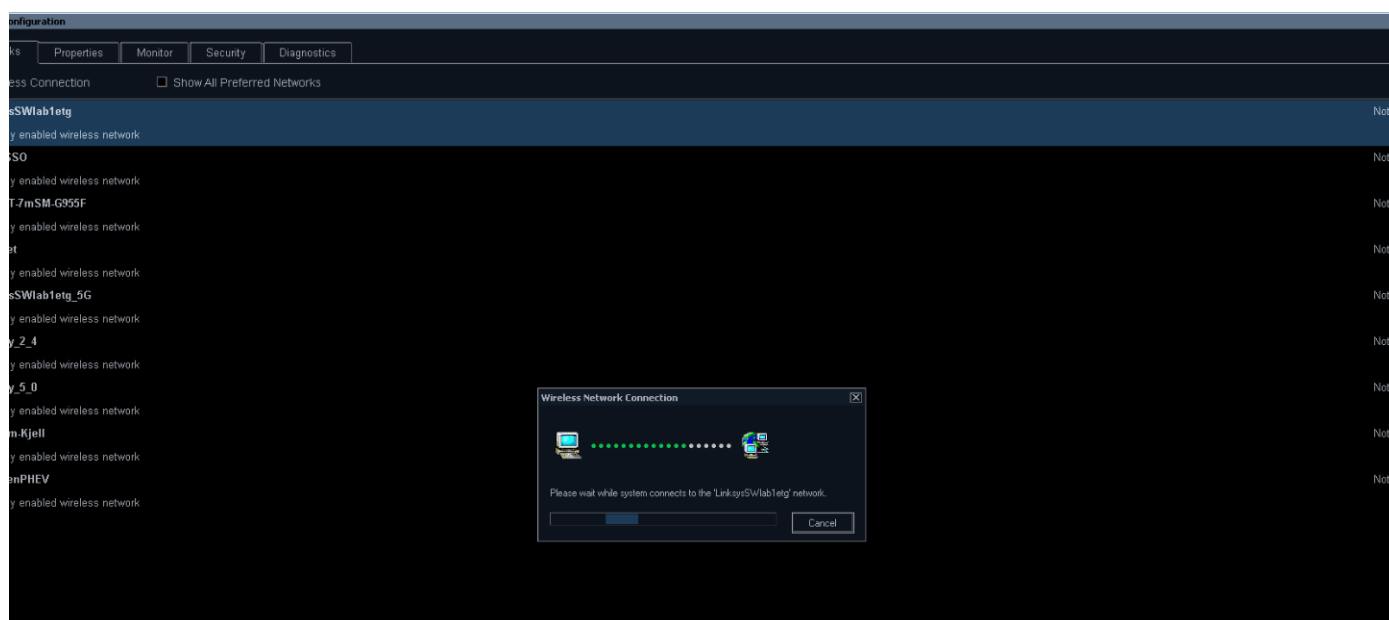 onfiguration
ks Properties Monitor Security Diagnostics
ess Connection Show All Preferred Networks
sSWlab1etg Not
y enabled wireless network
SSO Not
y enabled wireless network
T-7mSM-G955F Not
y enabled wireless network
et Not
y enabled wireless network
sSWlab1etg_5G Not
y enabled wireless network
y_2_4 Not
y enabled wireless network
y_5_0 Not
y enabled wireless network
m-Kjell Not
y enabled wireless network
enPHEV Not
y enabled wireless network
Wireless Network Connection
Please wait while system connects to the 'LinksysSWlab1etg' network.
Cancel